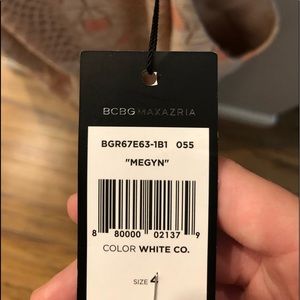 BCBGMAXAZRIA
BGR67E63-1B1 055
"MEGYN"
8 80000 02137 9
COLOR WHITE CO.
SIZE 4